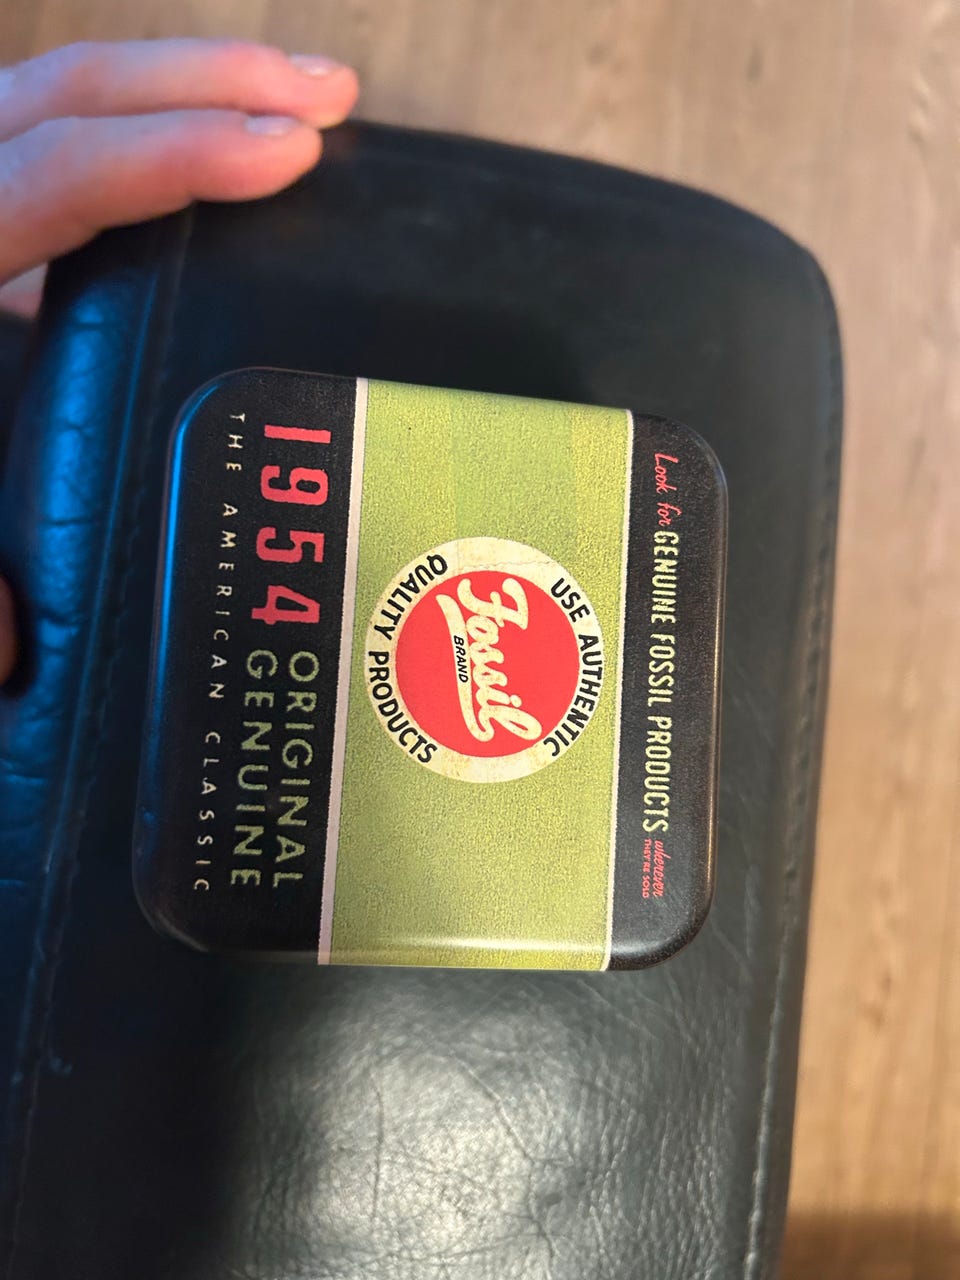 Look for GENUINE FOSSIL PRODUCTS wherever
THEY'RE SOLD
USE AUTHENTIC
Fossil
BRAND
QUALITY PRODUCTS
1954 ORIGINAL
GENUINE
THE AMERICAN CLASSIC